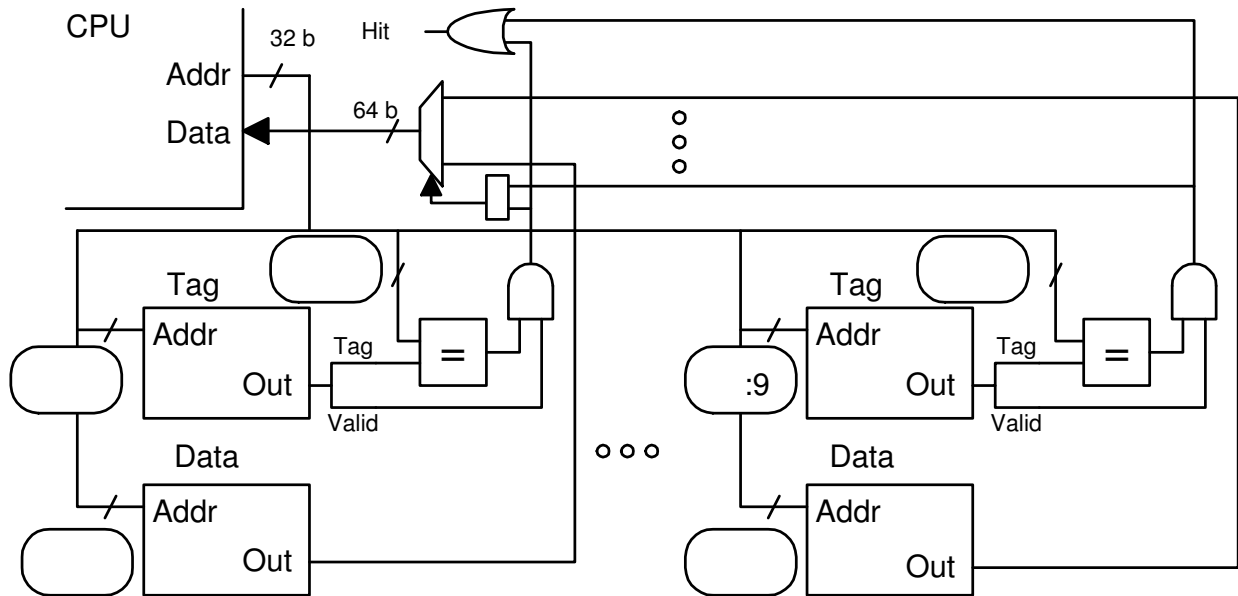 CPU
32 b
Hit
Addr
64 b
Data
Tag
Tag
Addr
Tag
=
Addr
Tag
=
:9
Out
Out
Valid
Valid
Data
Data
Addr
Addr
Out
Out